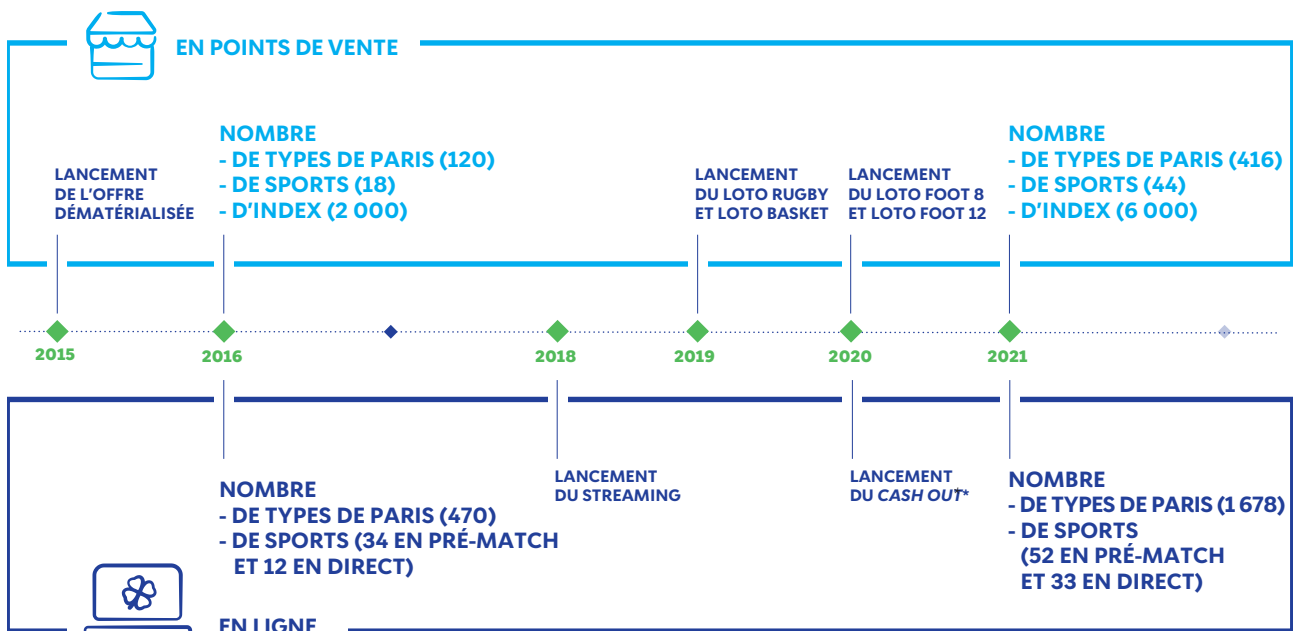 EN POINTS DE VENTE
LANCEMENT
DE L'OFFRE
DÉMATÉRIALISÉE
NOMBRE
- DE TYPES DE PARIS (120)
- DE SPORTS (18)
- D'INDEX (2 000)
LANCEMENT
DU LOTO RUGBY
ET LOTO BASKET
LANCEMENT
DU LOTO FOOT 8
ET LOTO FOOT 12
NOMBRE
- DE TYPES DE PARIS (416)
- DE SPORTS (44)
- D'INDEX (6 000)
2015
2016
2018
2019
2020
2021
NOMBRE
- DE TYPES DE PARIS (470)
- DE SPORTS (34 EN PRÉ-MATCH
ET 12 EN DIRECT)
LANCEMENT
DU STREAMING
LANCEMENT
DU CASH OUT*
NOMBRE
- DE TYPES DE PARIS (1 678)
- DE SPORTS
(52 EN PRÉ-MATCH
ET 33 EN DIRECT)
EN LIGNE